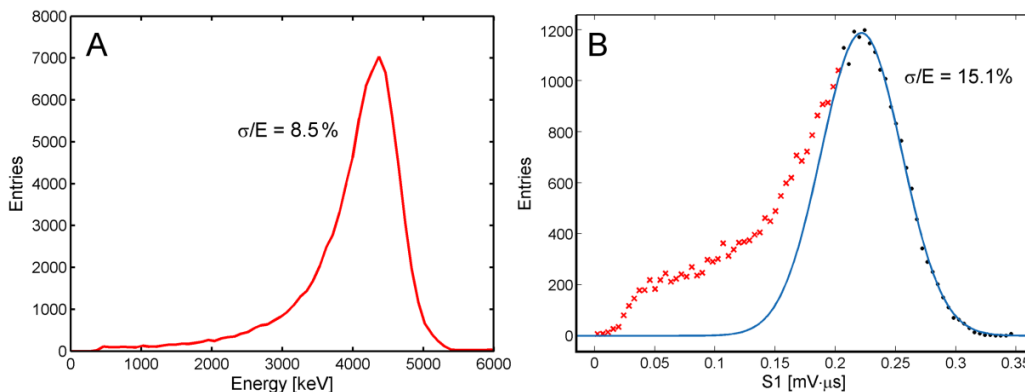 A
8000
7000
6000
5000
4000
3000
2000
1000
0
Entries
σ/E = 8.5%
0 1000 2000 3000 4000 5000 6000
Energy [keV]
B
1200
1000
800
600
400
200
0
Entries
σ/E = 15.1%
0 0.05 0.1 0.15 0.2 0.25 0.3 0.35
S1 [mV·μs]